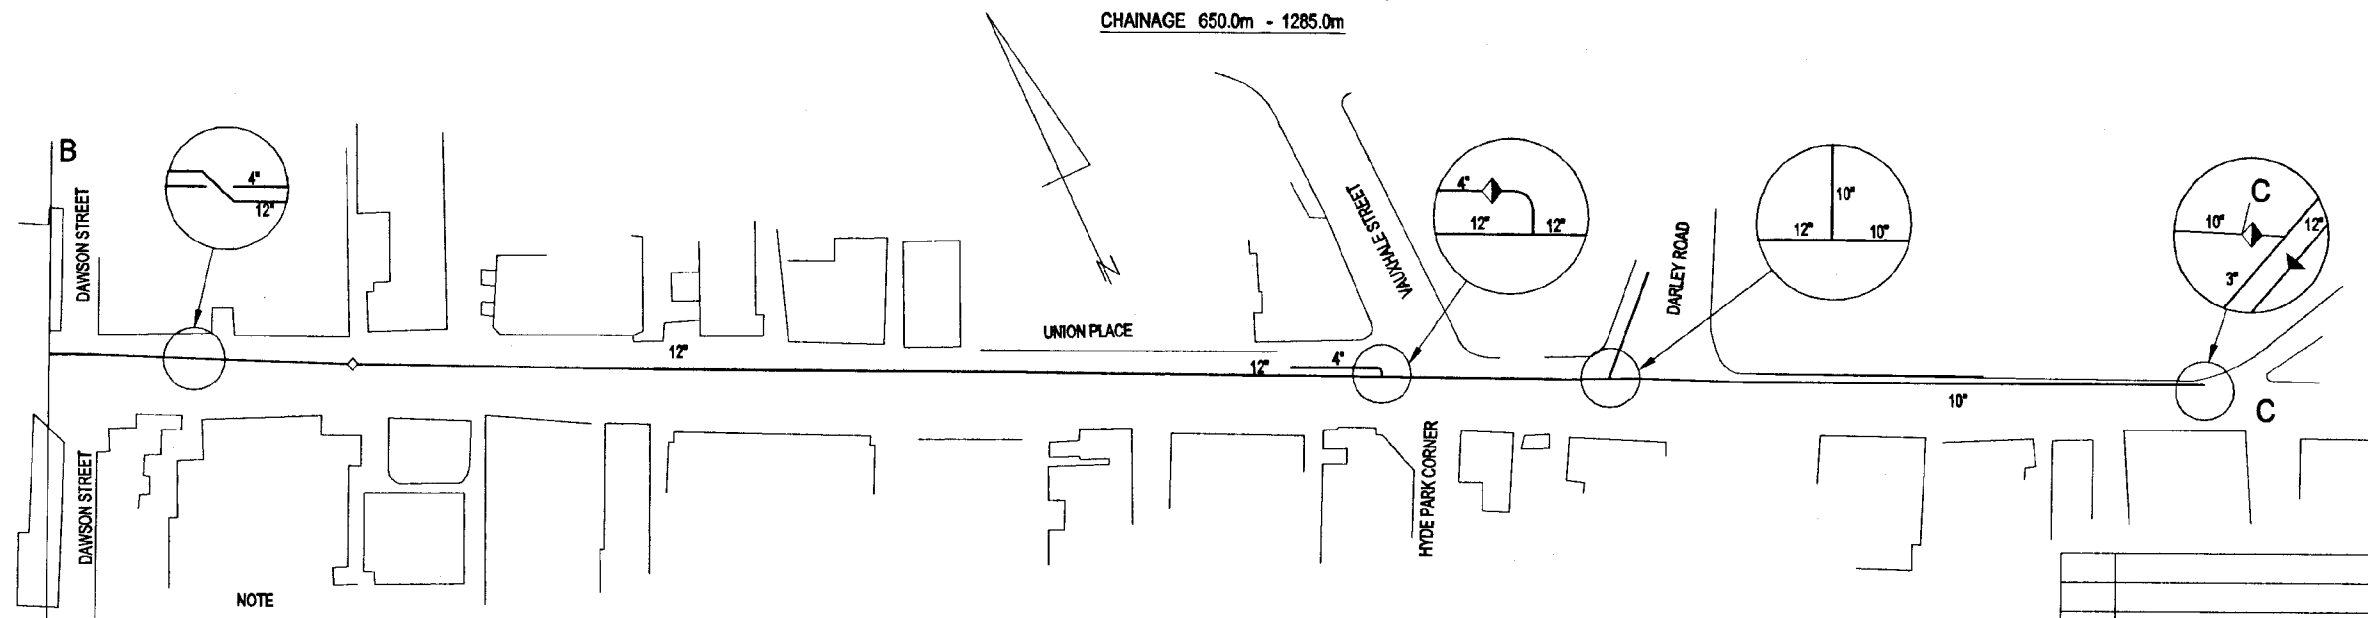 CHAINAGE 650.0m - 1285.0m
B
DAWSON STREET
4"
12"
VAUXHALE STREET
4"
12" 12"
DARLEY ROAD
10"
12" 10"
C
10"
12"
3"
N
UNION PLACE
12"
12"
4"
10"
C
DAWSON STREET
HYDE PARK CORNER
NOTE